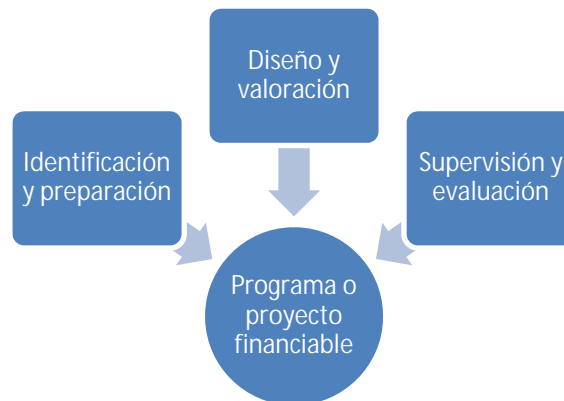 Diseño y
valoración
Identificación
y preparación
Supervisión y
evaluación
Programa o
proyecto
financiable